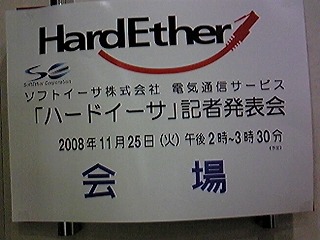 HardEther
SoftEther Corporation
ソフトイーサ株式会社 電気通信サービス
「ハードイーサ」記者発表会
2008年11月25日(火)午後2時~3時30分
会場